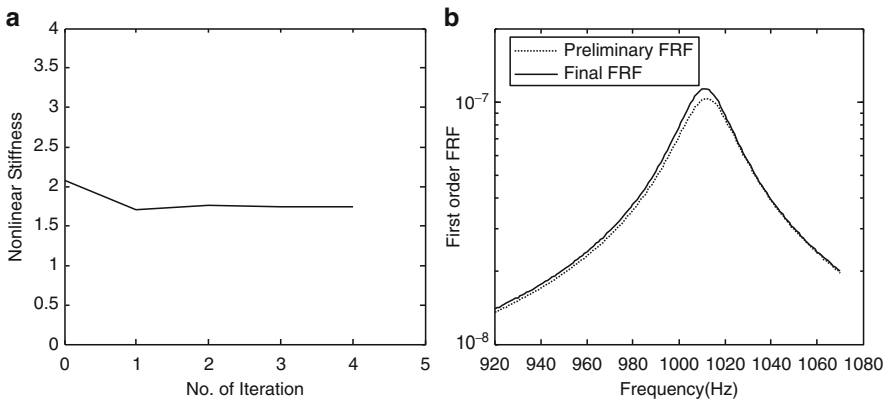 a
4
3.5
3
2.5
2
1.5
1
0.5
0
0 1 2 3 4 5
Nonlinear Stiffness
No. of Iteration
b
Preliminary FRF
Final FRF
10⁻⁷
10⁻⁸
920 940 960 980 1000 1020 1040 1060 1080
First order FRF
Frequency(Hz)